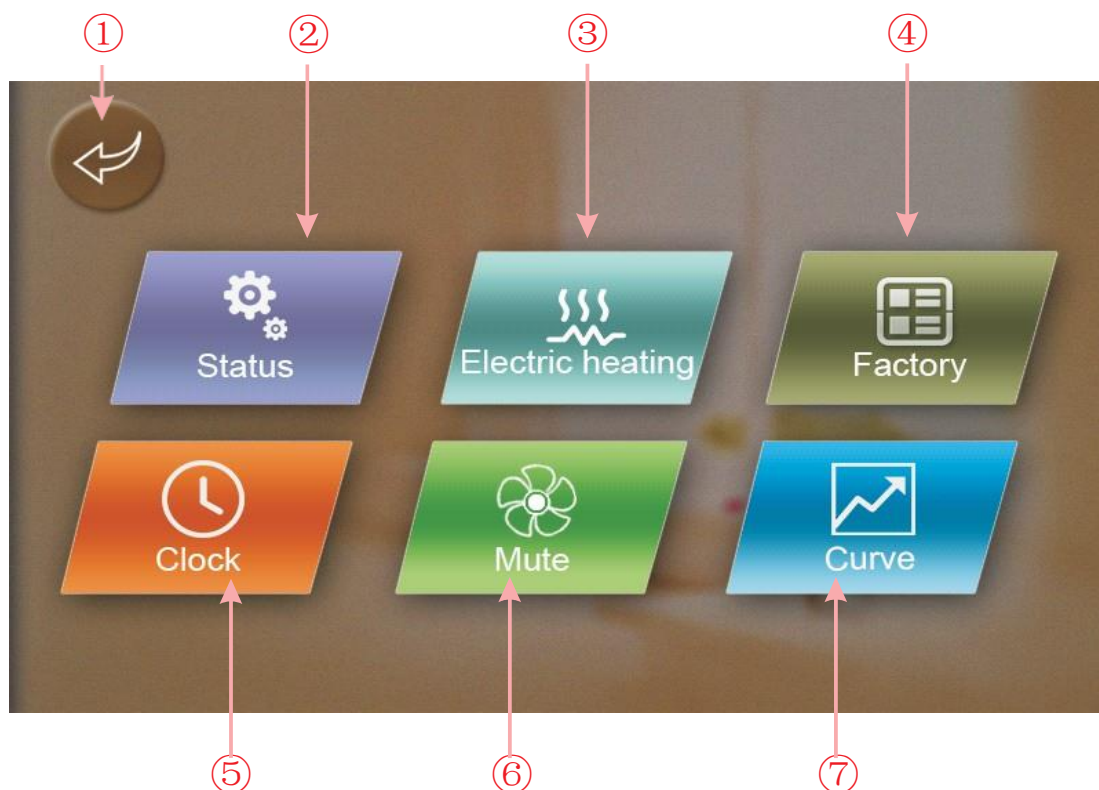 ① ② ③ ④
Status Electric heating Factory
Clock Mute Curve
⑤ ⑥ ⑦